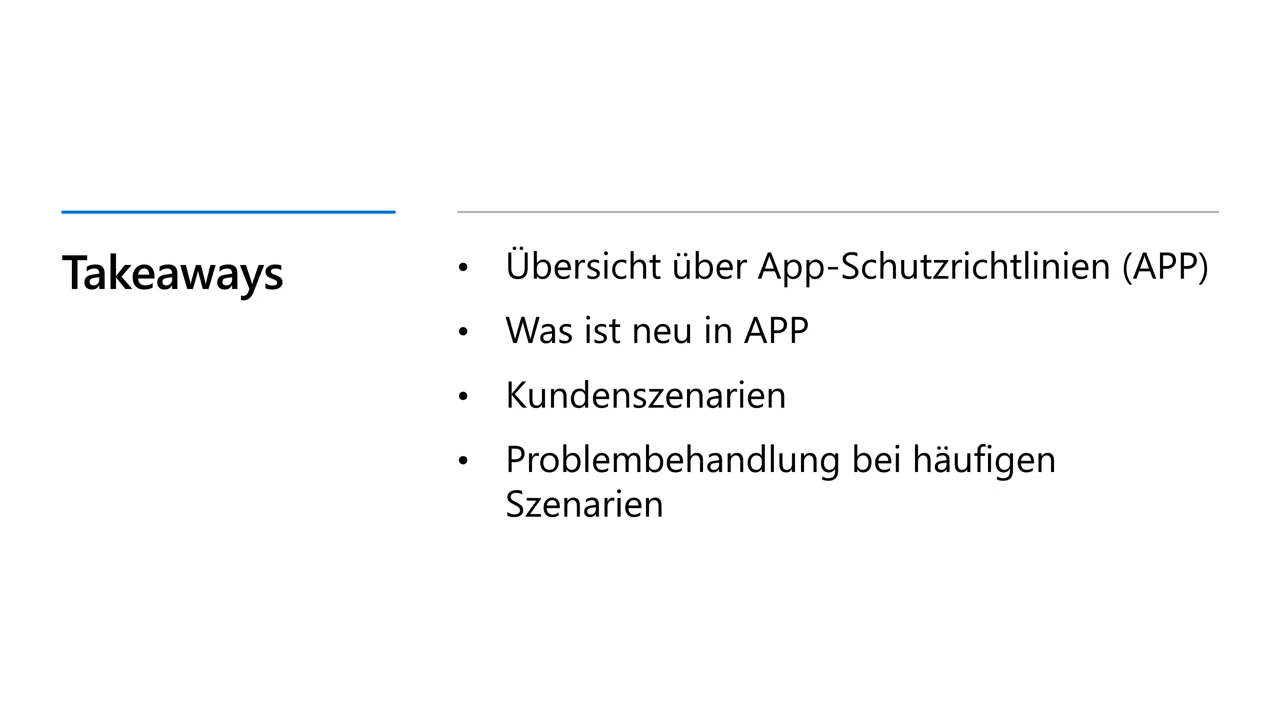 Takeaways
• Übersicht über App-Schutzrichtlinien (APP)
• Was ist neu in APP
• Kundenszenarien
• Problembehandlung bei häufigen
Szenarien